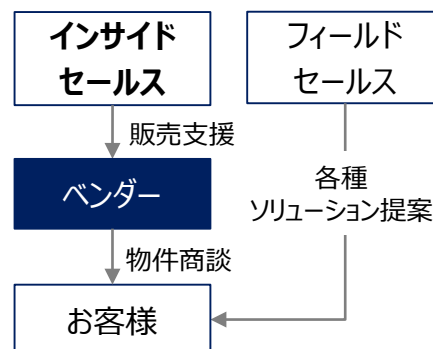 インサイド
セールス
フィールド
セールス
販売支援
ベンダー
各種
ソリューション提案
物件商談
お客様